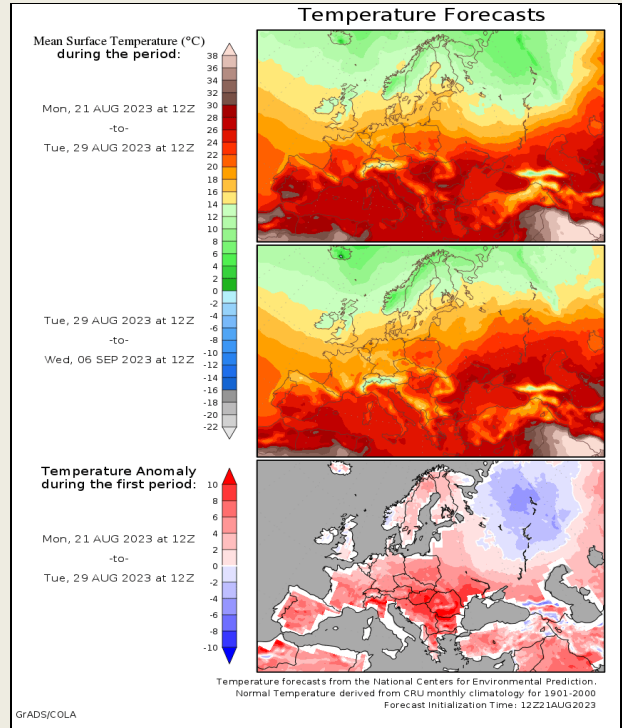 Temperature Forecasts
Mean Surface Temperature (°C)
during the period:
38
36
34
32
30
28
26
24
22
20
18
16
14
12
10
8
6
4
2
0
-2
-4
-6
-8
-10
-12
-14
-16
-18
-20
-22
Mon, 21 AUG 2023 at 12Z
-to-
Tue, 29 AUG 2023 at 12Z
Tue, 29 AUG 2023 at 12Z
-to-
Wed, 06 SEP 2023 at 12Z
Temperature Anomaly
during the first period:
10
8
6
4
2
0
-2
-4
-6
-8
-10
Mon, 21 AUG 2023 at 12Z
-to-
Tue, 29 AUG 2023 at 12Z
Temperature forecasts from the National Centers for Environmental Prediction.
Normal Temperature derived from CRU monthly climatology for 1901-2000
Forecast Initialization Time: 12Z21AUG2023
GrADS/COLA